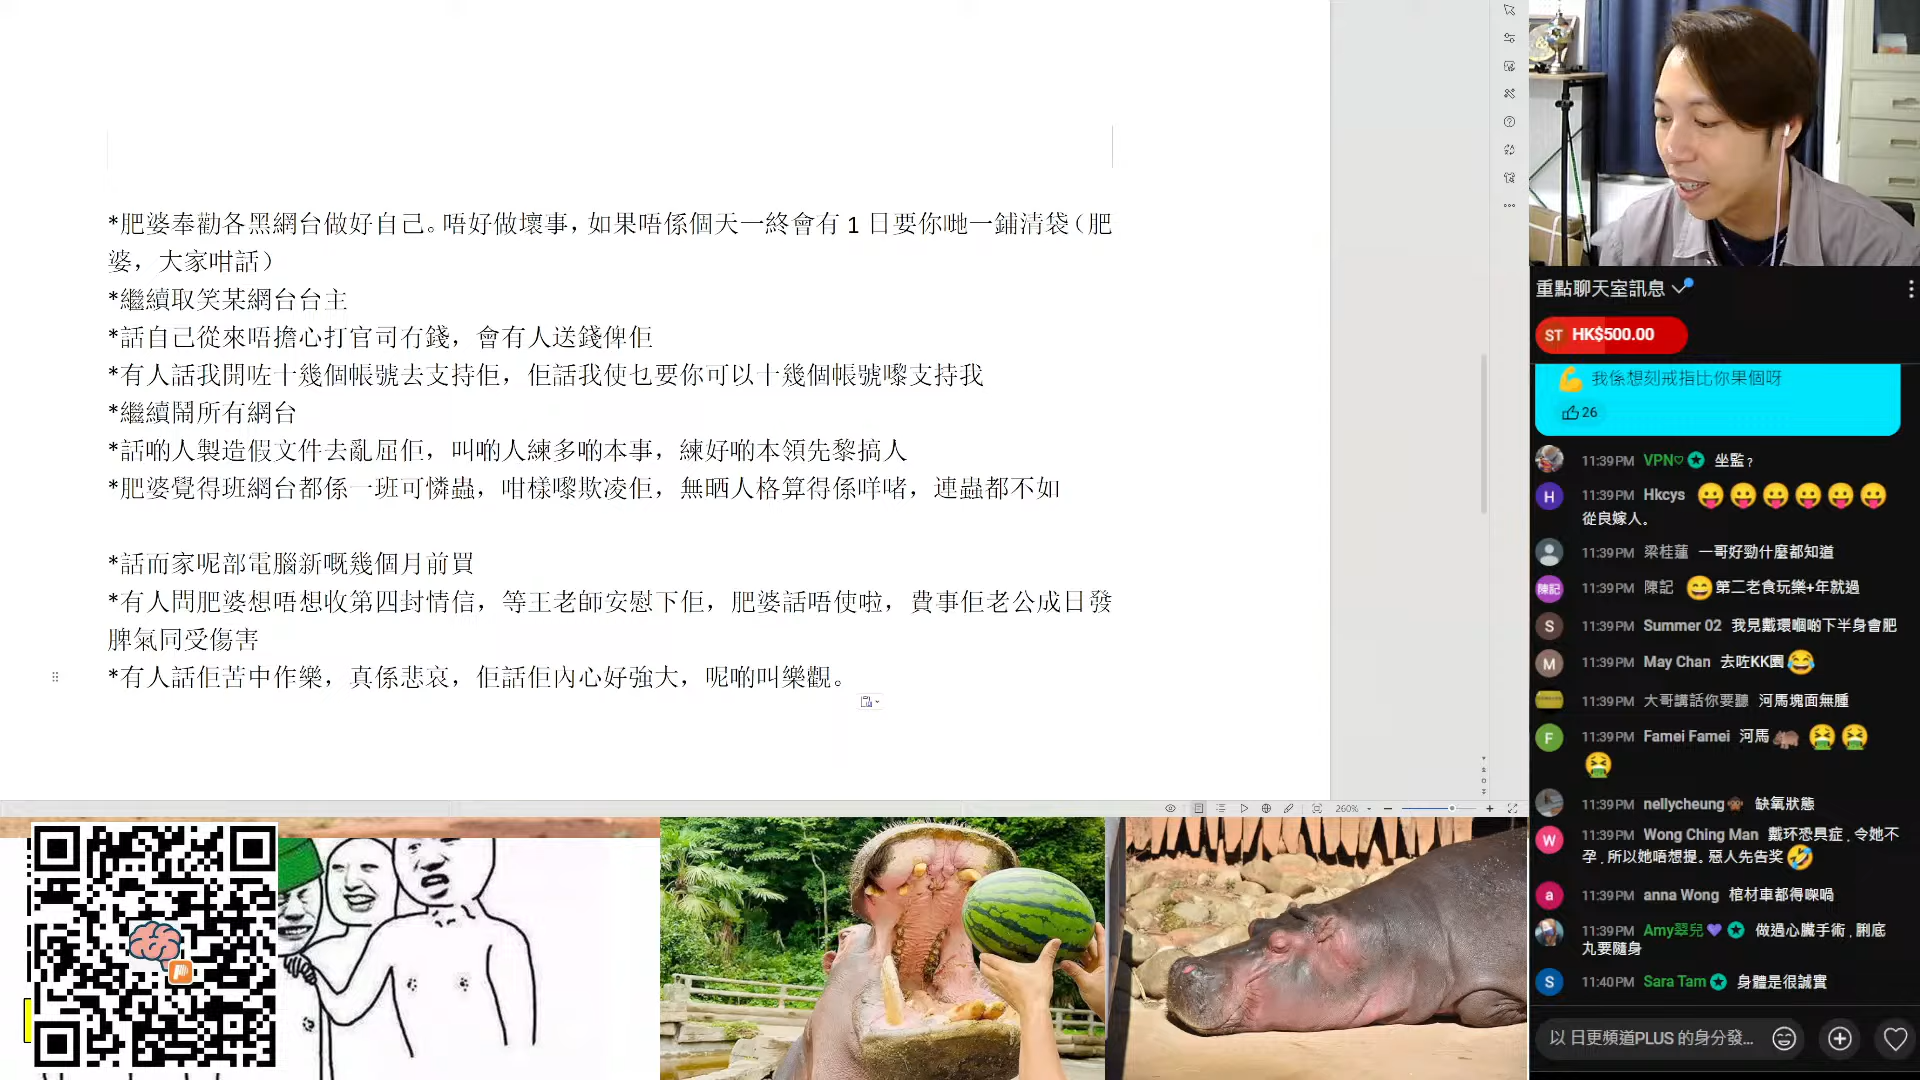 *肥婆奉勸各黑網台做好自己。唔好做壞事，如果唔係個天一終會有 1 日要你哋一鋪清袋（肥
婆，大家咁話）
*繼續取笑某網台台主
*話自己從來唔擔心打官司冇錢，會有人送錢俾佢
*有人話我開咗十幾個帳號去支持佢，佢話我使乜要你可以十幾個帳號嚟支持我
*繼續鬧所有網台
*話啲人製造假文件去亂屈佢，叫啲人練多啲本事，練好啲本領先黎搞人
*肥婆覺得班網台都係一班可憐蟲，咁樣嚟欺凌佢，無晒人格算得係咩啫，連蟲都不如
*話而家呢部電腦新嘅幾個月前買
*有人問肥婆想唔想收第四封情信，等王老師安慰下佢，肥婆話唔使啦，費事佢老公成日發
脾氣同受傷害
*有人話佢苦中作樂，真係悲哀，佢話佢內心好強大，呢啲叫樂觀。
260%
重點聊天室訊息
ST HK$500.00
💪 我係想刻戒指比你果個呀
26
11:39PM VPN♡ 坐監?
H 11:39PM Hkcys 😛😛😛😛😛😛
從良嫁人。
11:39PM 梁桂蓮 一哥好勁什麼都知道
陳記 11:39PM 陳記 😄第二老食玩樂+年就過
S 11:39PM Summer 02 我見戴環嗰啲下半身會肥
M 11:39PM May Chan 去咗KK園😂
11:39PM 大哥講話你要聽 河馬塊面無腫
F 11:39PM Famei Famei 河馬🦛🤮🤮
🤮
11:39PM nellycheung🙊 缺氧狀態
W 11:39PM Wong Ching Man 戴环恐具症﹐令她不
孕﹐所以她唔想提。惡人先告奖🤣
a 11:39PM anna Wong 棺材車都得㗎喎
11:39PM Amy翠兒💜 做過心臟手術﹐脷底
丸要隨身
S 11:40PM Sara Tam 身體是很誠實
以 日更頻道PLUS 的身分發...